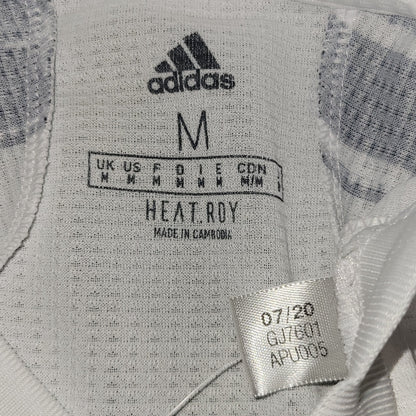 adidas
M
UK US F D I E CDN
M M M M M M M/M
HEAT.RDY
MADE IN CAMBODIA
07/20
GJ7601
APU005